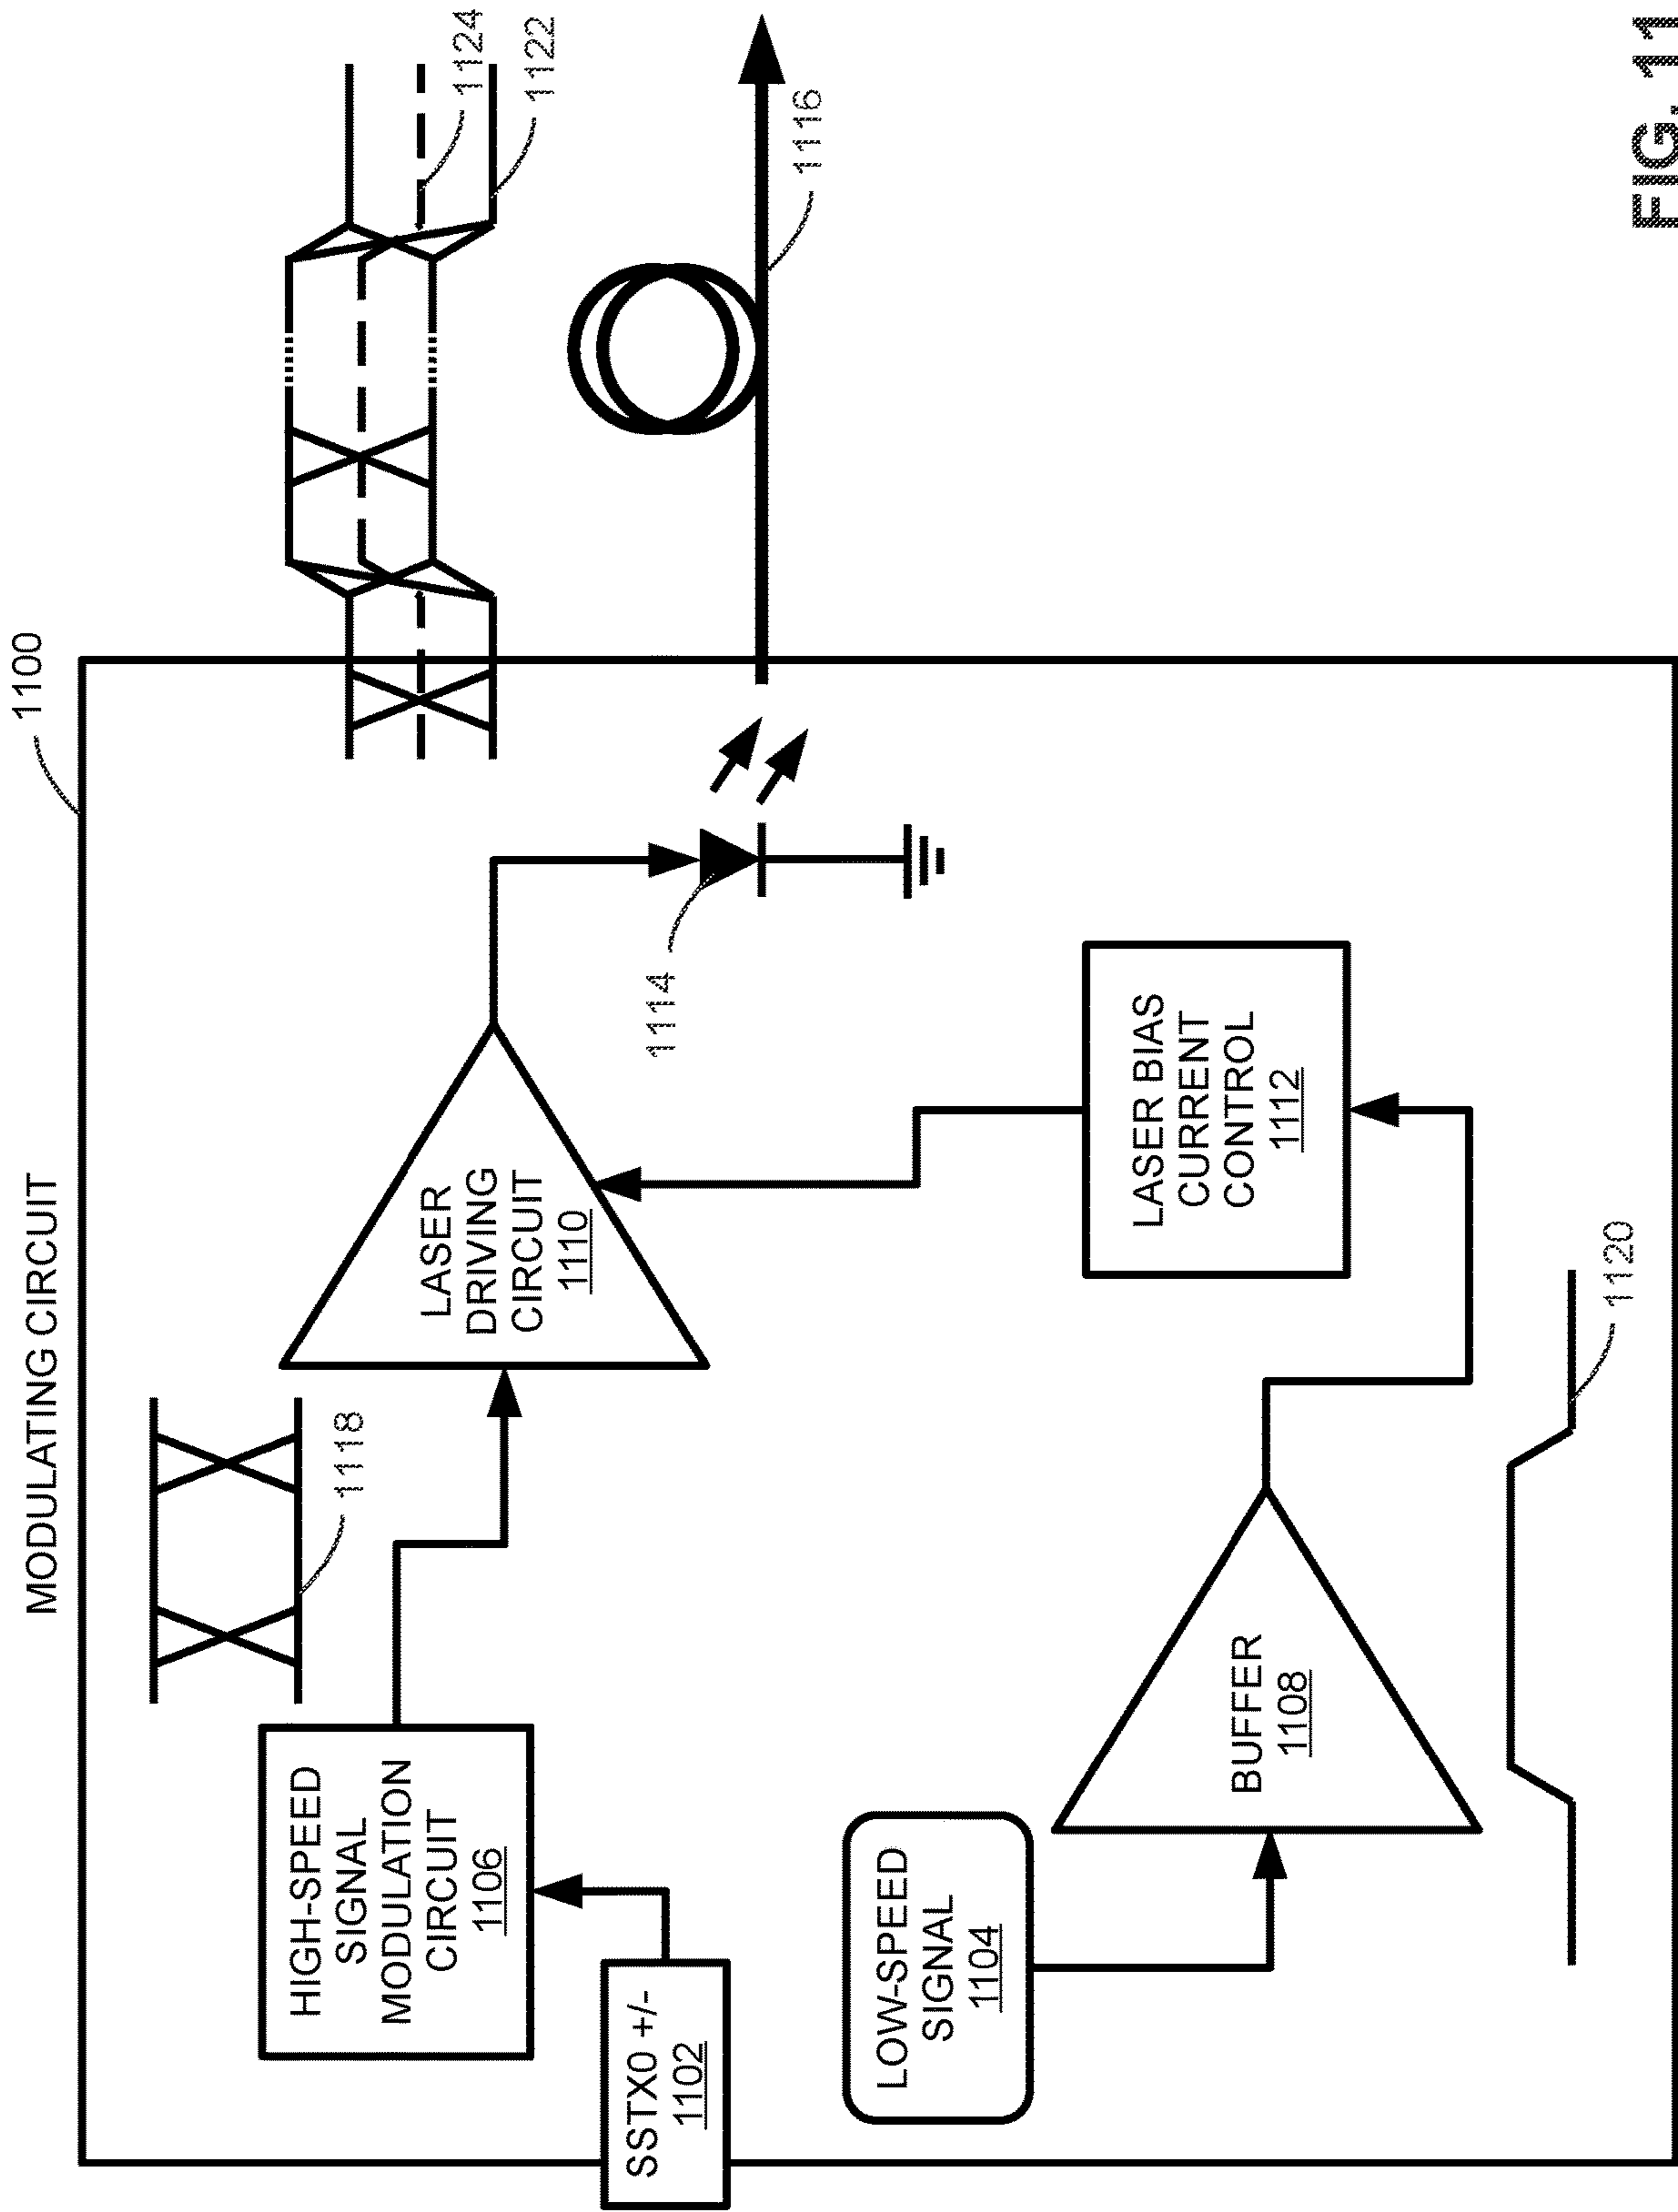 MODULATING CIRCUIT
1100
HIGH-SPEED
SIGNAL
MODULATION
CIRCUIT
1106
1118
SSTX0 +/-
1102
LASER
DRIVING
CIRCUIT
1110
1114
1124
1122
1116
LOW-SPEED
SIGNAL
1104
BUFFER
1108
LASER BIAS
CURRENT
CONTROL
1112
1120
FIG. 11